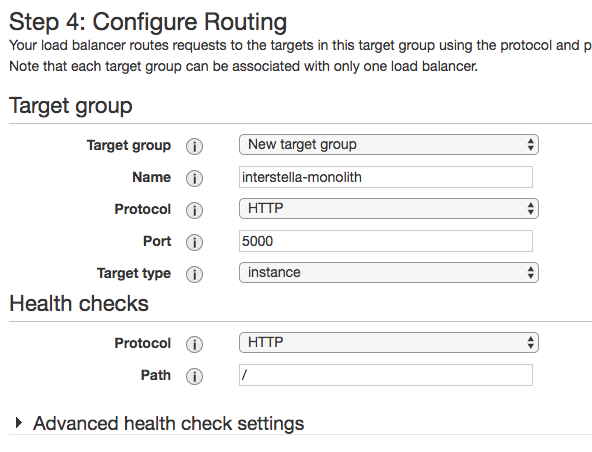 Step 4: Configure Routing
Your load balancer routes requests to the targets in this target group using the protocol and p
Note that each target group can be associated with only one load balancer.
Target group
Target group i New target group
Name i interstella-monolith
Protocol i HTTP
Port i 5000
Target type i instance
Health checks
Protocol i HTTP
Path i /
Advanced health check settings